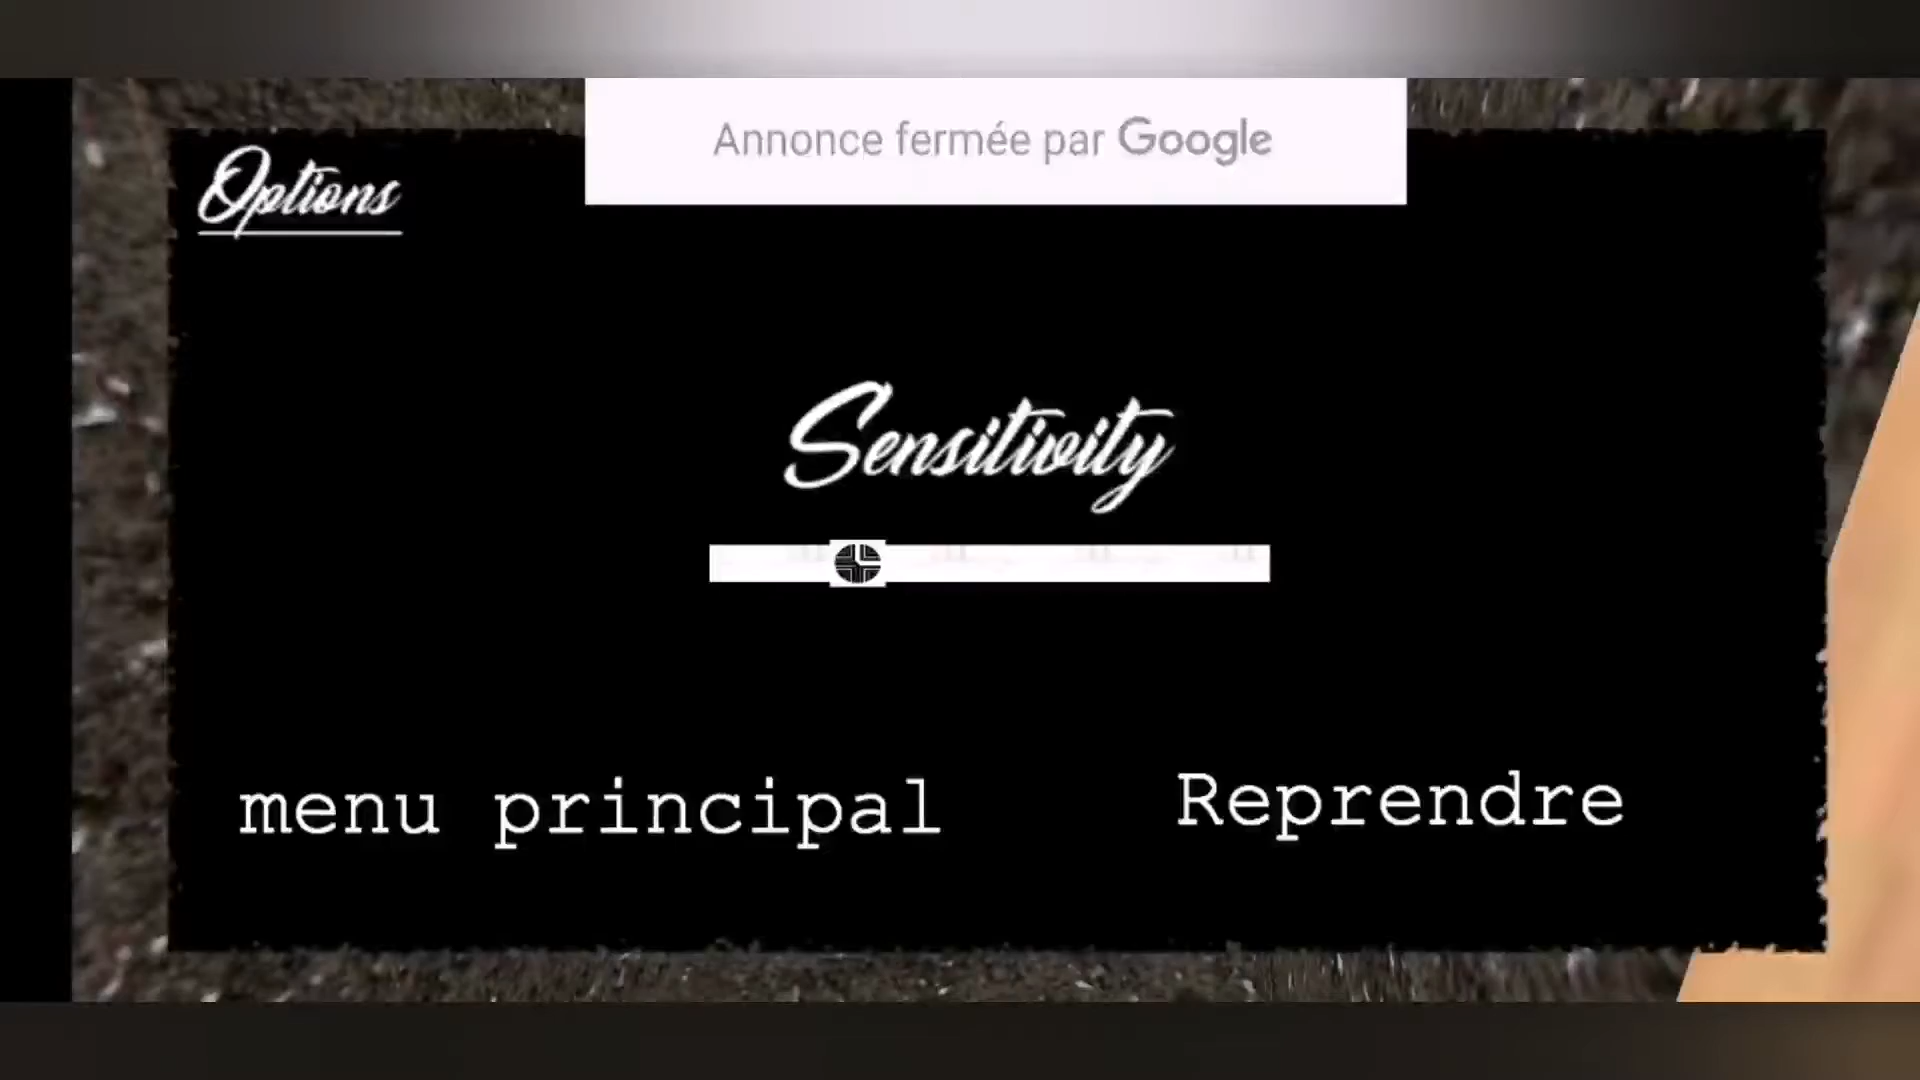 Annonce fermée par Google
Options
Sensitivity
menu principal
Reprendre